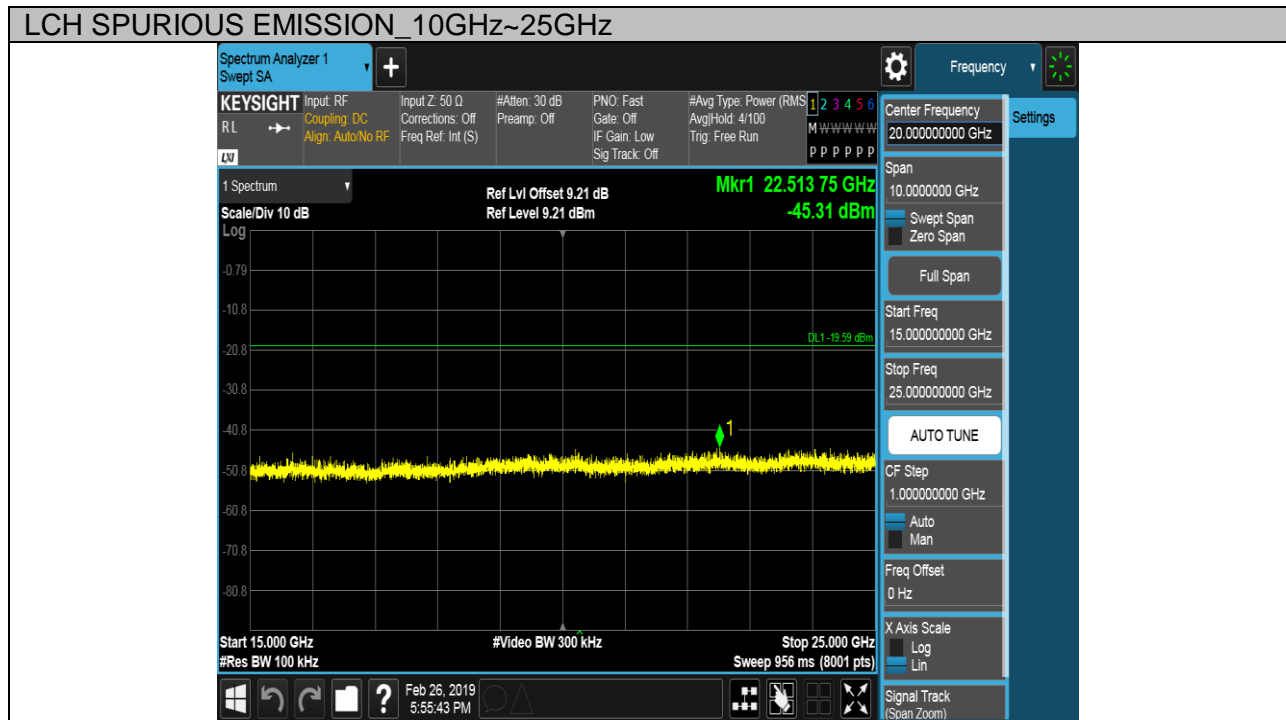 LCH SPURIOUS EMISSION_10GHz~25GHz
Spectrum Analyzer 1
Swept SA
Frequency
KEYSIGHT
RL
LXI
Input: RF
Coupling: DC
Align: Auto/No RF
Input Z: 50 Ω
Corrections: Off
Freq Ref: Int (S)
#Atten: 30 dB
Preamp: Off
PNO: Fast
Gate: Off
IF Gain: Low
Sig Track: Off
#Avg Type: Power (RMS
Avg|Hold: 4/100
Trig: Free Run
1 2 3 4 5 6
M W W W W W
P P P P P P
1 Spectrum
Scale/Div 10 dB
Ref Lvl Offset 9.21 dB
Ref Level 9.21 dBm
Mkr1 22.513 75 GHz
-45.31 dBm
Log
-0.79
-10.8
DL1 -19.59 dBm
-20.8
-30.8
-40.8
1
-50.8
-60.8
-70.8
-80.8
Start 15.000 GHz
#Video BW 300 kHz
Stop 25.000 GHz
#Res BW 100 kHz
Sweep 956 ms (8001 pts)
Center Frequency
20.000000000 GHz
Settings
Span
10.0000000 GHz
Swept Span
Zero Span
Full Span
Start Freq
15.000000000 GHz
Stop Freq
25.000000000 GHz
AUTO TUNE
CF Step
1.000000000 GHz
Auto
Man
Freq Offset
0 Hz
X Axis Scale
Log
Lin
Signal Track
(Span Zoom)
?
Feb 26, 2019
5:55:43 PM